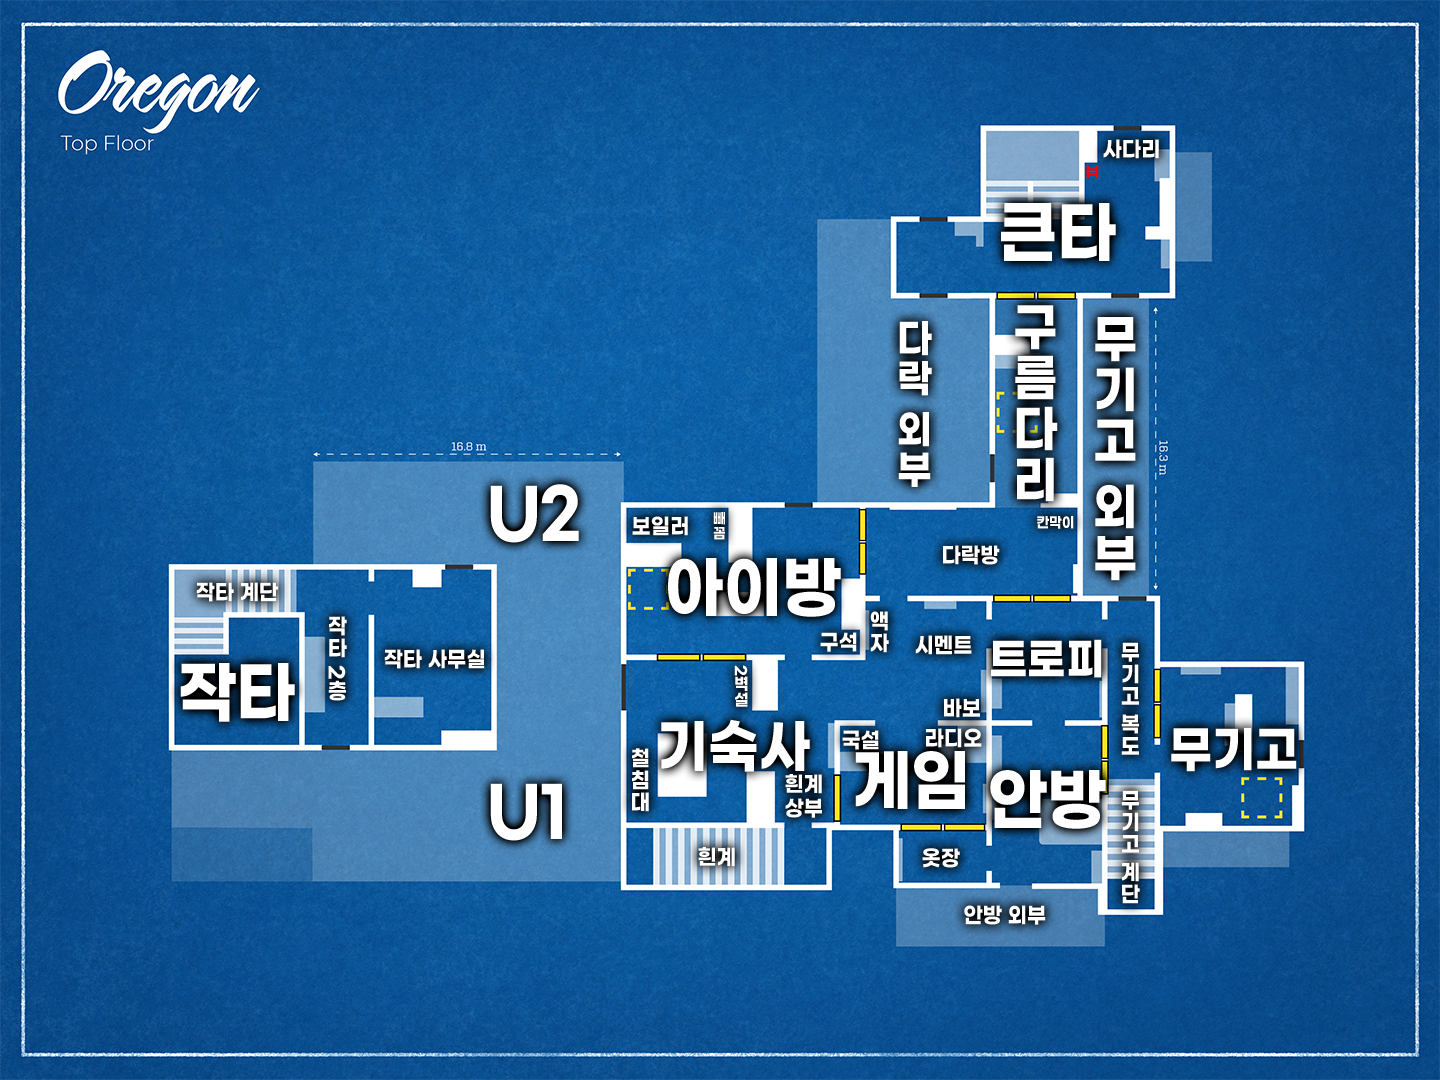 Oregon
Top Floor
사다리
큰타
다락 외부
구름다리
무기고 외부
16.3 m
16.8 m
U2
보일러
빼꼼
칸막이
다락방
아이방
작타 계단
작타 2층
작타 사무실
작타
구석
액자
시멘트
트로피
무기고 복도
2벽설
바보
국설
라디오
기숙사
게임
무기고
철침대
흰계
상부
안방
U1
무기고 계단
흰계
옷장
안방 외부